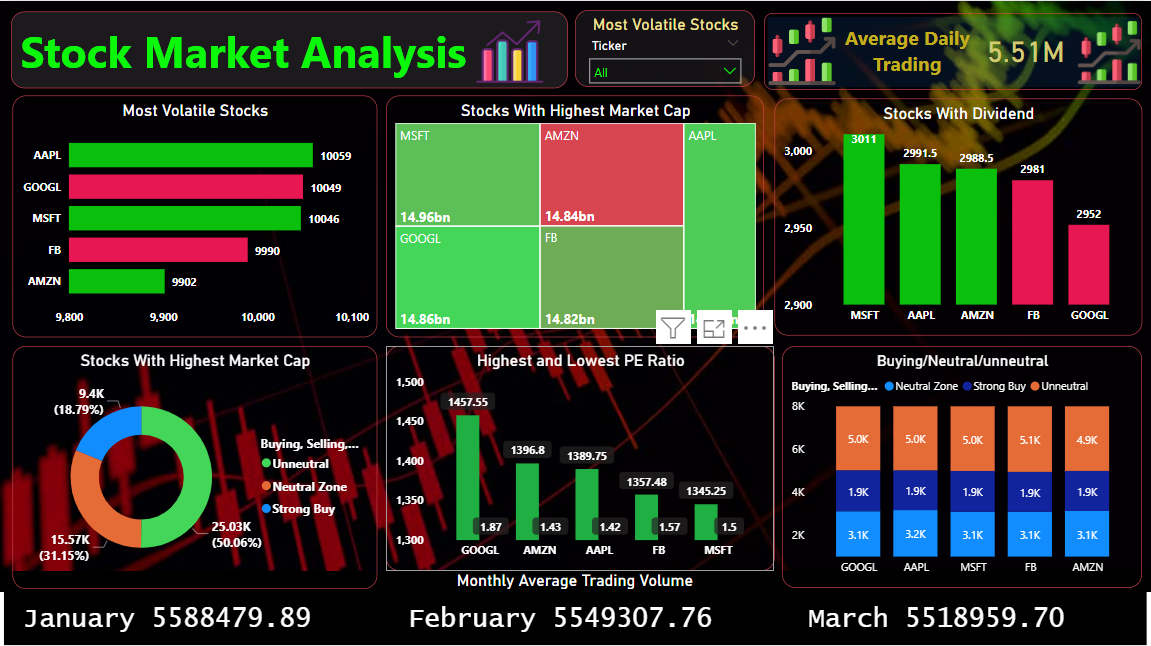 Stock Market Analysis
Most Volatile Stocks
Ticker
All
Average Daily
Trading
5.51M
Most Volatile Stocks
AAPL 10059
GOOGL 10049
MSFT 10046
FB 9990
AMZN 9902
9,800 9,900 10,000 10,100
Stocks With Highest Market Cap
MSFT AMZN AAPL
14.96bn 14.84bn
GOOGL FB
14.86bn 14.82bn
Stocks With Dividend
3,000
2,950
2,900
3011 2991.5 2988.5 2981 2952
MSFT AAPL AMZN FB GOOGL
Stocks With Highest Market Cap
9.4K
(18.79%)
15.57K
(31.15%)
25.03K
(50.06%)
Buying, Selling,...
Unneutral
Neutral Zone
Strong Buy
Highest and Lowest PE Ratio
1,500
1,450
1,400
1,350
1,300
1457.55 1396.8 1389.75 1357.48 1345.25
1.87 1.43 1.42 1.57 1.5
GOOGL AMZN AAPL FB MSFT
Buying/Neutral/unneutral
Buying, Selling... Neutral Zone Strong Buy Unneutral
8K
6K
4K
2K
5.0K 5.0K 5.0K 5.1K 4.9K
1.9K 1.9K 1.9K 1.9K 1.9K
3.1K 3.2K 3.1K 3.1K 3.1K
GOOGL AAPL MSFT FB AMZN
Monthly Average Trading Volume
January 5588479.89 February 5549307.76 March 5518959.70